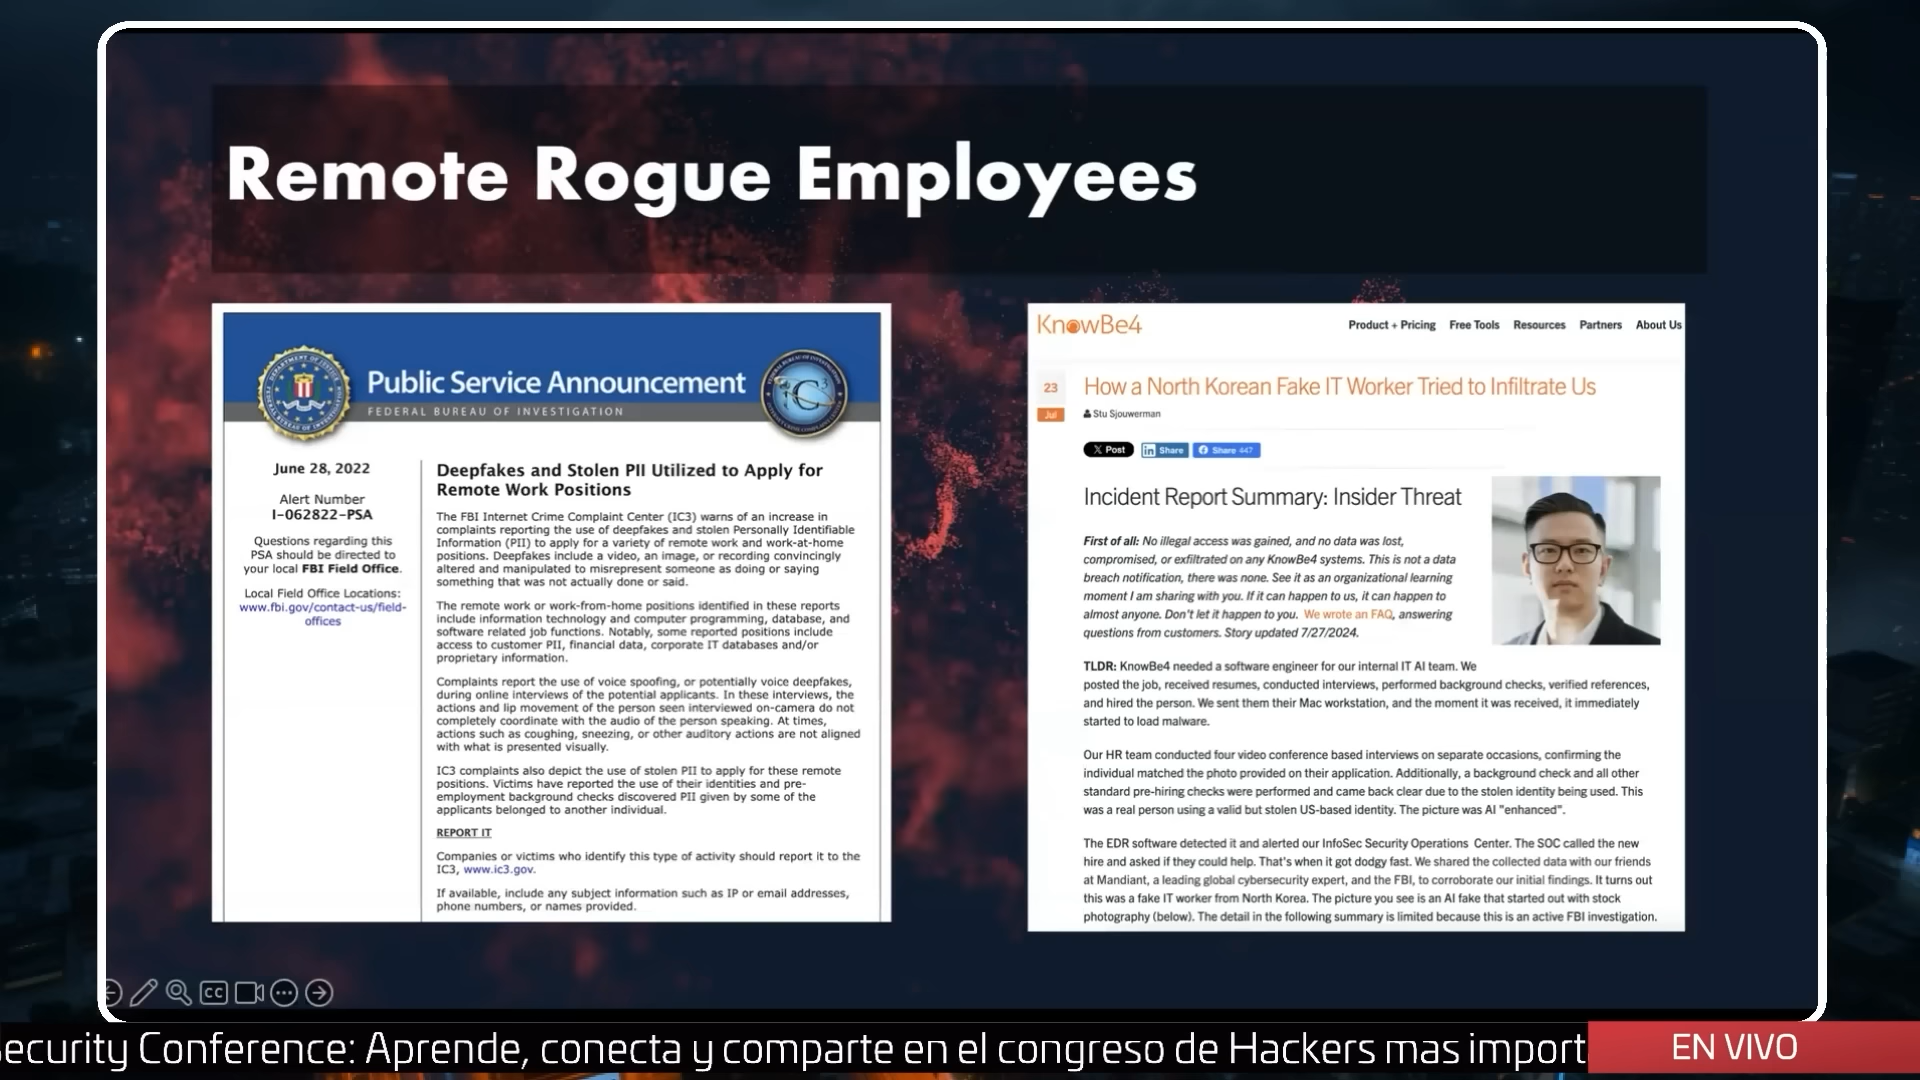 Remote Rogue Employees
Public Service Announcement
FEDERAL BUREAU OF INVESTIGATION
June 28, 2022
Alert Number
I-062822-PSA
Questions regarding this
PSA should be directed to
your local FBI Field Office.
Local Field Office Locations:
www.fbi.gov/contact-us/field-
offices
Deepfakes and Stolen PII Utilized to Apply for
Remote Work Positions
The FBI Internet Crime Complaint Center (IC3) warns of an increase in
complaints reporting the use of deepfakes and stolen Personally Identifiable
Information (PII) to apply for a variety of remote work and work-at-home
positions. Deepfakes include a video, an image, or recording convincingly
altered and manipulated to misrepresent someone as doing or saying
something that was not actually done or said.
The remote work or work-from-home positions identified in these reports
include information technology and computer programming, database, and
software related job functions. Notably, some reported positions include
access to customer PII, financial data, corporate IT databases and/or
proprietary information.
Complaints report the use of voice spoofing, or potentially voice deepfakes,
during online interviews of the potential applicants. In these interviews, the
actions and lip movement of the person seen interviewed on-camera do not
completely coordinate with the audio of the person speaking. At times,
actions such as coughing, sneezing, or other auditory actions are not aligned
with what is presented visually.
IC3 complaints also depict the use of stolen PII to apply for these remote
positions. Victims have reported the use of their identities and pre-
employment background checks discovered PII given by some of the
applicants belonged to another individual.
REPORT IT
Companies or victims who identify this type of activity should report it to the
IC3, www.ic3.gov.
If available, include any subject information such as IP or email addresses,
phone numbers, or names provided.
KnowBe4
Product + Pricing Free Tools Resources Partners About Us
23
Jul
How a North Korean Fake IT Worker Tried to Infiltrate Us
Stu Sjouwerman
X Post in Share Share 447
Incident Report Summary: Insider Threat
First of all: No illegal access was gained, and no data was lost,
compromised, or exfiltrated on any KnowBe4 systems. This is not a data
breach notification, there was none. See it as an organizational learning
moment I am sharing with you. If it can happen to us, it can happen to
almost anyone. Don't let it happen to you. We wrote an FAQ, answering
questions from customers. Story updated 7/27/2024.
TLDR: KnowBe4 needed a software engineer for our internal IT AI team. We
posted the job, received resumes, conducted interviews, performed background checks, verified references,
and hired the person. We sent them their Mac workstation, and the moment it was received, it immediately
started to load malware.
Our HR team conducted four video conference based interviews on separate occasions, confirming the
individual matched the photo provided on their application. Additionally, a background check and all other
standard pre-hiring checks were performed and came back clear due to the stolen identity being used. This
was a real person using a valid but stolen US-based identity. The picture was AI "enhanced".
The EDR software detected it and alerted our InfoSec Security Operations Center. The SOC called the new
hire and asked if they could help. That's when it got dodgy fast. We shared the collected data with our friends
at Mandiant, a leading global cybersecurity expert, and the FBI, to corroborate our initial findings. It turns out
this was a fake IT worker from North Korea. The picture you see is an AI fake that started out with stock
photography (below). The detail in the following summary is limited because this is an active FBI investigation.
CC
ecurity Conference: Aprende, conecta y comparte en el congreso de Hackers mas import
EN VIVO